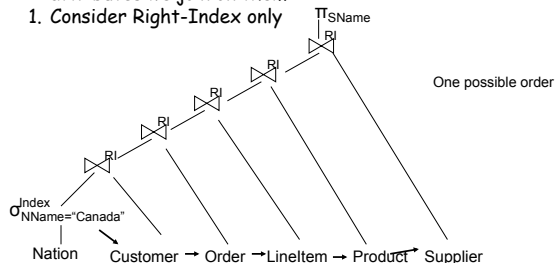 1. Consider Right-Index only
πSName
RI
RI
RI
RI
RI
One possible order
σIndex NName="Canada"
Nation
Customer → Order → LineItem → Product → Supplier